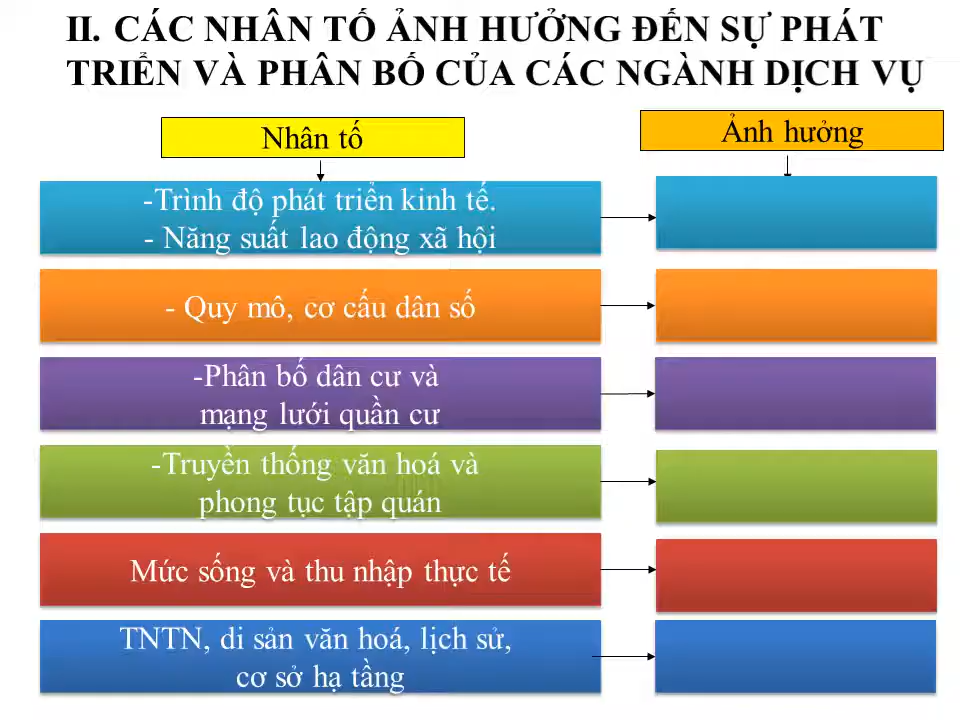 II. CÁC NHÂN TỐ ẢNH HƯỞNG ĐẾN SỰ PHÁT
TRIỂN VÀ PHÂN BỐ CỦA CÁC NGÀNH DỊCH VỤ
Nhân tố
Ảnh hưởng
-Trình độ phát triển kinh tế.
- Năng suất lao động xã hội
- Quy mô, cơ cấu dân số
-Phân bố dân cư và
mạng lưới quần cư
-Truyền thống văn hoá và
phong tục tập quán
Mức sống và thu nhập thực tế
TNTN, di sản văn hoá, lịch sử,
cơ sở hạ tầng